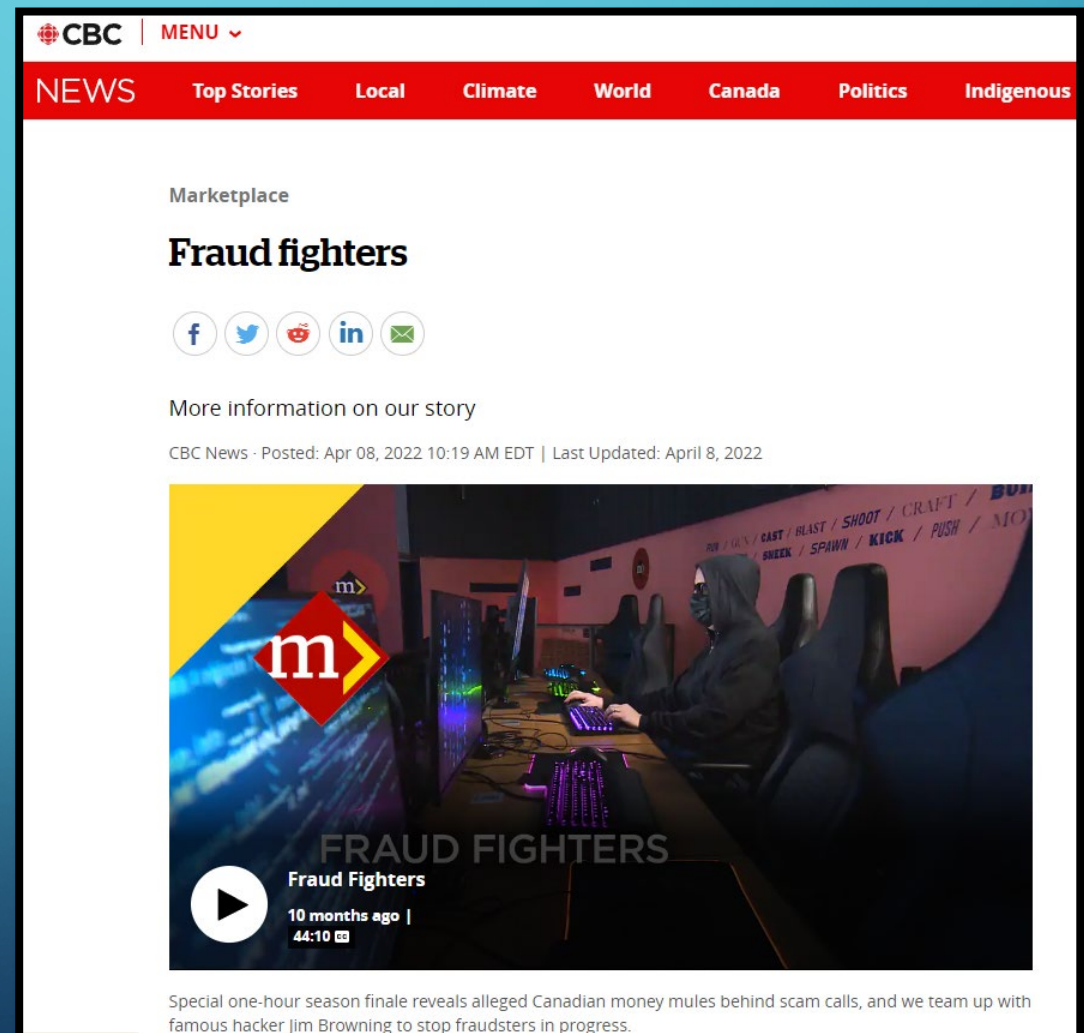 CBC MENU
NEWS Top Stories Local Climate World Canada Politics Indigenous
Marketplace
Fraud fighters
More information on our story
CBC News · Posted: Apr 08, 2022 10:19 AM EDT | Last Updated: April 8, 2022
/ CAST / BLAST / SHOOT / CRAFT /
/ SPAWN / KICK / PUSH /
m>
m>
FRAUD FIGHTERS
Fraud Fighters
10 months ago |
44:10 CC
Special one-hour season finale reveals alleged Canadian money mules behind scam calls, and we team up with
famous hacker Jim Browning to stop fraudsters in progress.